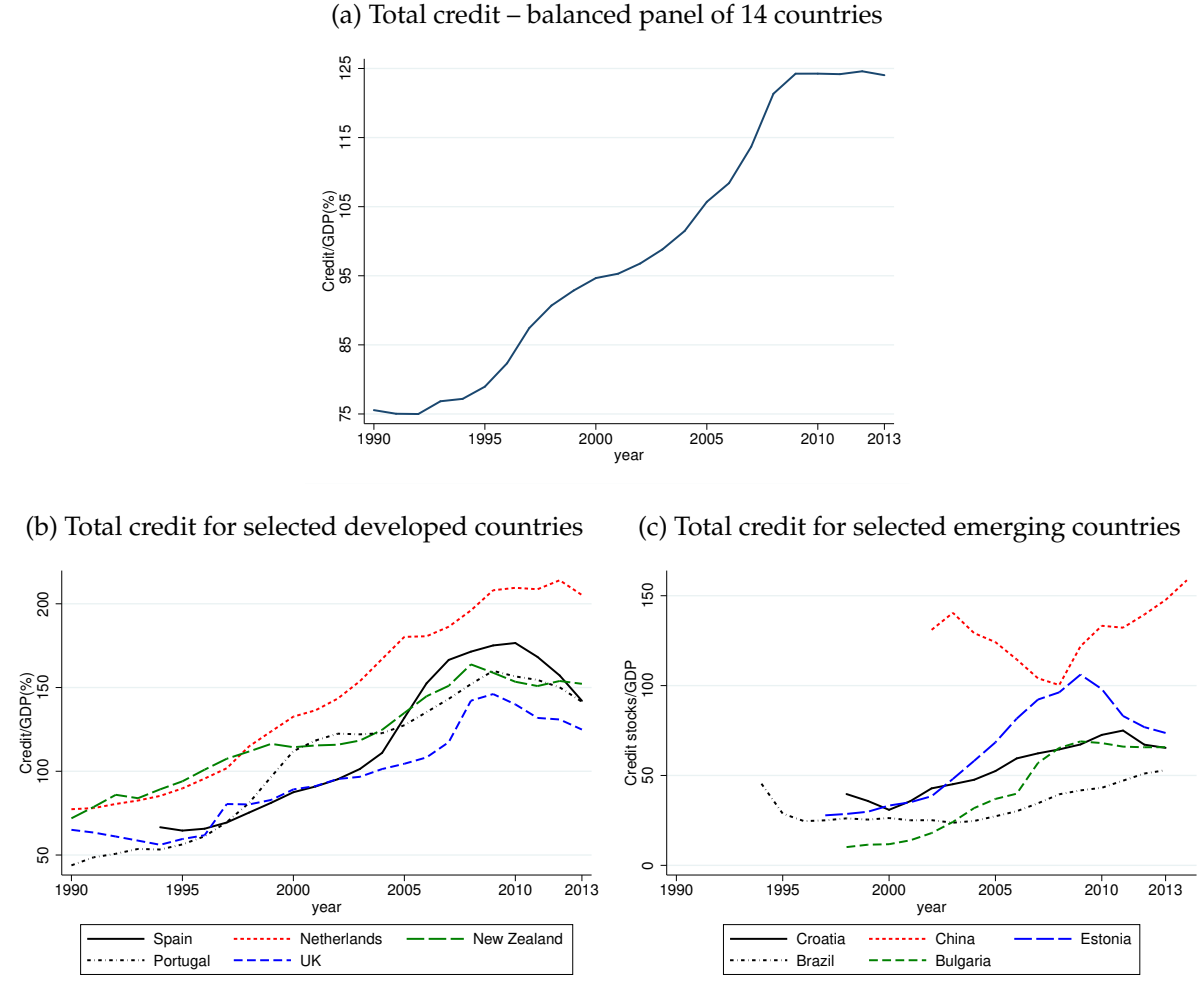 (a) Total credit – balanced panel of 14 countries
Credit/GDP(%)
125
115
105
95
85
75
1990 1995 2000 2005 2010 2013
year
(b) Total credit for selected developed countries
Credit/GDP(%)
200
150
100
50
1990 1995 2000 2005 2010 2013
year
Spain Netherlands New Zealand
Portugal UK
(c) Total credit for selected emerging countries
Credit stocks/GDP
150
100
50
0
1990 1995 2000 2005 2010 2013
year
Croatia China Estonia
Brazil Bulgaria